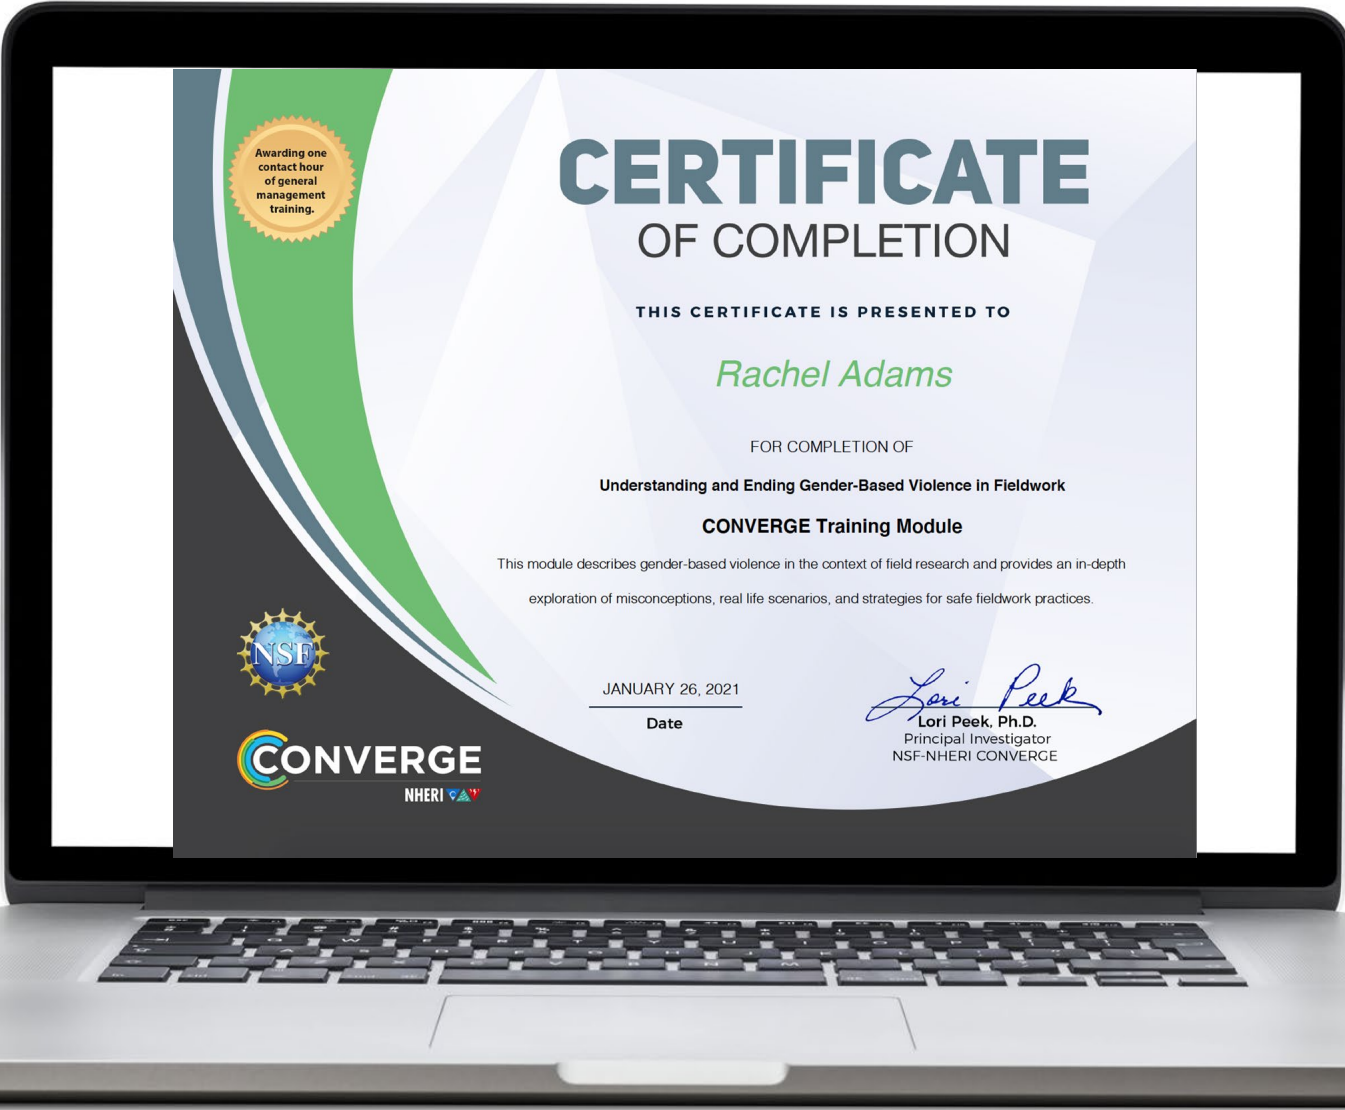 Awarding one
contact hour
of general
management
training.
CERTIFICATE
OF COMPLETION
THIS CERTIFICATE IS PRESENTED TO
Rachel Adams
FOR COMPLETION OF
Understanding and Ending Gender-Based Violence in Fieldwork
CONVERGE Training Module
This module describes gender-based violence in the context of field research and provides an in-depth
exploration of misconceptions, real life scenarios, and strategies for safe fieldwork practices.
NSF
JANUARY 26, 2021
Date
Lori Peek
Lori Peek, Ph.D.
Principal Investigator
NSF-NHERI CONVERGE
CONVERGE
NHERI